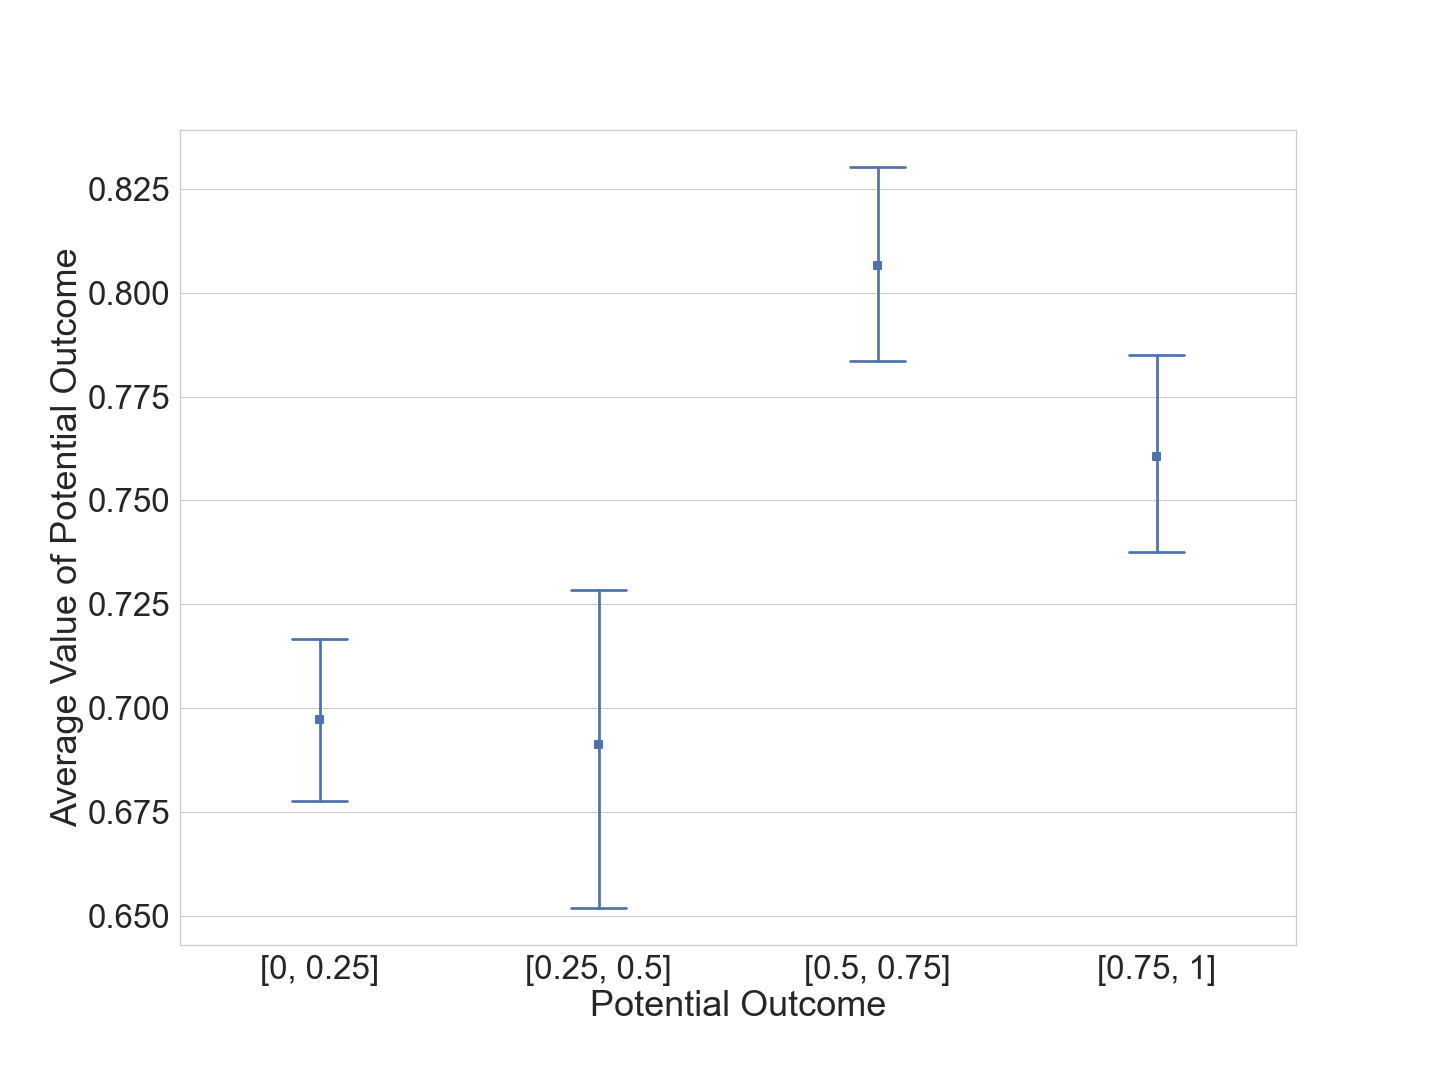 Average Value of Potential Outcome
0.825
0.800
0.775
0.750
0.725
0.700
0.675
0.650
[0, 0.25] [0.25, 0.5] [0.5, 0.75] [0.75, 1]
Potential Outcome